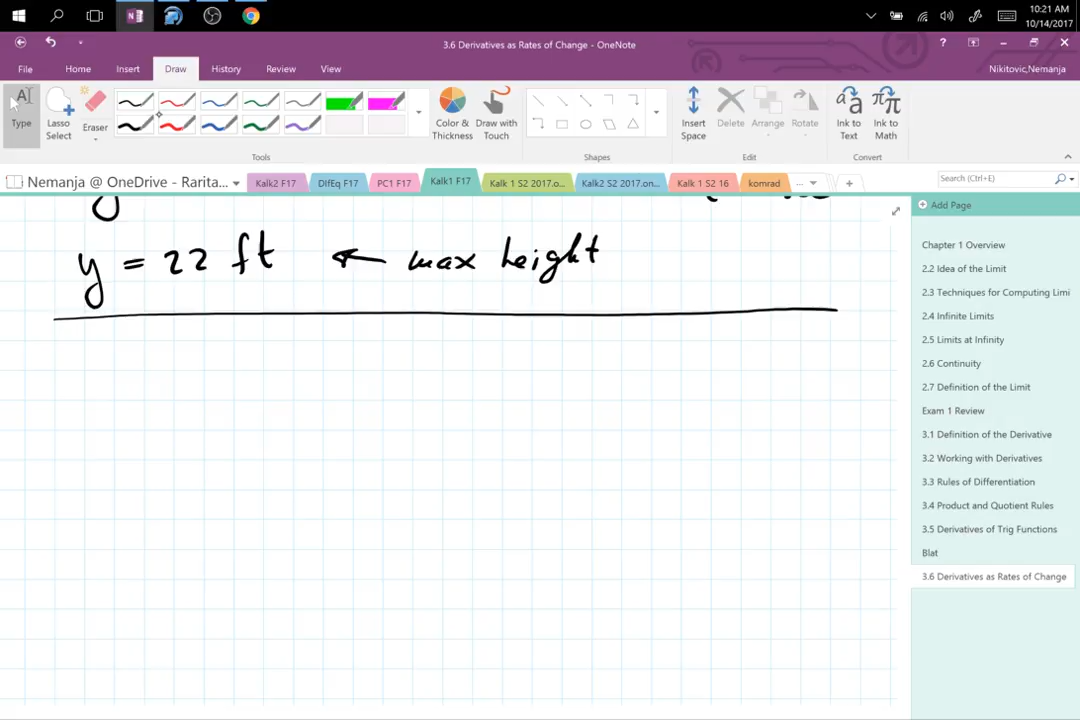 10:21 AM
10/14/2017
3.6 Derivatives as Rates of Change - OneNote
?
File Home Insert Draw History Review View
Nikitovic,Nemanja
Type
Lasso Select
Eraser
Color & Thickness
Draw with Touch
Insert Space
Delete
Arrange
Rotate
Ink to Text
Ink to Math
Tools
Shapes
Edit
Convert
Nemanja @ OneDrive - Rarita...
Kalk2 F17
DIfEq F17
PC1 F17
Kalk1 F17
Kalk 1 S2 2017.o...
Kalk2 S2 2017.on...
Kalk 1 S2 16
komrad
...
Search (Ctrl+E)
Add Page
Chapter 1 Overview
2.2 Idea of the Limit
2.3 Techniques for Computing Limi
2.4 Infinite Limits
2.5 Limits at Infinity
2.6 Continuity
2.7 Definition of the Limit
Exam 1 Review
3.1 Definition of the Derivative
3.2 Working with Derivatives
3.3 Rules of Differentiation
3.4 Product and Quotient Rules
3.5 Derivatives of Trig Functions
Blat
3.6 Derivatives as Rates of Change
y = 22 ft ← max height